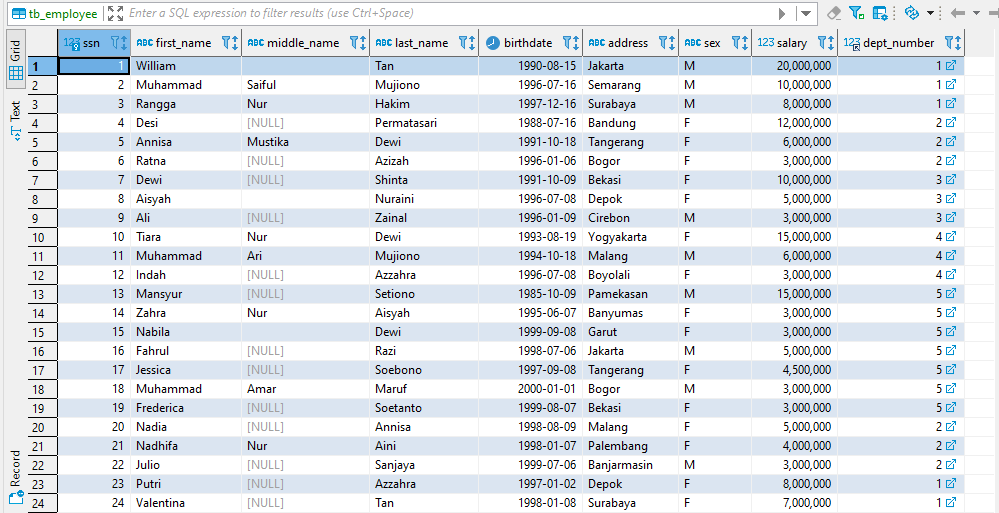 tb_employee Enter a SQL expression to filter results (use Ctrl+Space)
Grid
Text
Record
123 ssn ABC first_name ABC middle_name ABC last_name birthdate ABC address ABC sex 123 salary 123 dept_number
1 1 William Tan 1990-08-15 Jakarta M 20,000,000 1
2 2 Muhammad Saiful Mujiono 1996-07-16 Semarang M 10,000,000 1
3 3 Rangga Nur Hakim 1997-12-16 Surabaya M 8,000,000 1
4 4 Desi [NULL] Permatasari 1988-07-16 Bandung F 12,000,000 2
5 5 Annisa Mustika Dewi 1991-10-18 Tangerang F 6,000,000 2
6 6 Ratna [NULL] Azizah 1996-01-06 Bogor F 3,000,000 2
7 7 Dewi [NULL] Shinta 1991-10-09 Bekasi F 10,000,000 3
8 8 Aisyah Nuraini 1996-07-08 Depok F 5,000,000 3
9 9 Ali [NULL] Zainal 1996-01-09 Cirebon M 3,000,000 3
10 10 Tiara Nur Dewi 1993-08-19 Yogyakarta F 15,000,000 4
11 11 Muhammad Ari Mujiono 1994-10-18 Malang M 6,000,000 4
12 12 Indah [NULL] Azzahra 1996-07-08 Boyolali F 3,000,000 4
13 13 Mansyur [NULL] Setiono 1985-10-09 Pamekasan M 15,000,000 5
14 14 Zahra Nur Aisyah 1995-06-07 Banyumas F 3,000,000 5
15 15 Nabila Dewi 1999-09-08 Garut F 3,000,000 5
16 16 Fahrul [NULL] Razi 1998-07-06 Jakarta M 5,000,000 5
17 17 Jessica [NULL] Soebono 1997-09-08 Tangerang F 4,500,000 5
18 18 Muhammad Amar Maruf 2000-01-01 Bogor M 3,000,000 5
19 19 Frederica [NULL] Soetanto 1999-08-07 Bekasi F 3,000,000 5
20 20 Nadia [NULL] Annisa 1998-08-09 Malang F 5,000,000 2
21 21 Nadhifa Nur Aini 1998-01-07 Palembang F 4,000,000 2
22 22 Julio [NULL] Sanjaya 1999-07-06 Banjarmasin M 3,000,000 2
23 23 Putri [NULL] Azzahra 1997-01-02 Depok F 8,000,000 1
24 24 Valentina [NULL] Tan 1998-01-08 Surabaya F 7,000,000 1